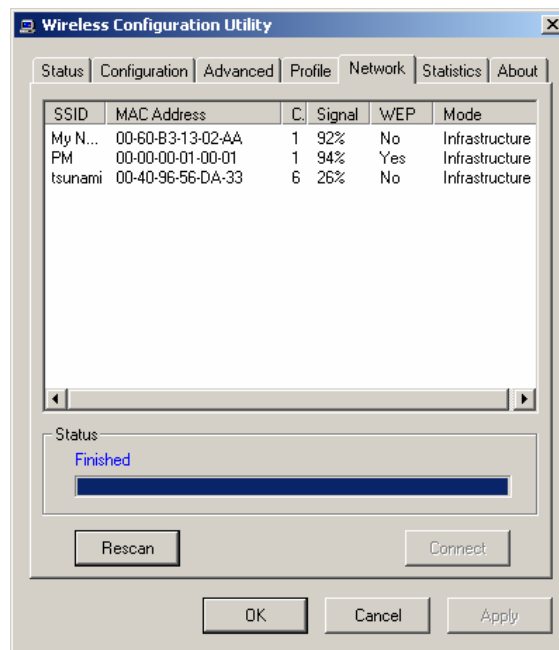 Wireless Configuration Utility
Status Configuration Advanced Profile Network Statistics About
SSID MAC Address C. Signal WEP Mode
My N... 00-60-B3-13-02-AA 1 92% No Infrastructure
PM 00-00-00-01-00-01 1 94% Yes Infrastructure
tsunami 00-40-96-56-DA-33 6 26% No Infrastructure
Status
Finished
Rescan Connect
OK Cancel Apply